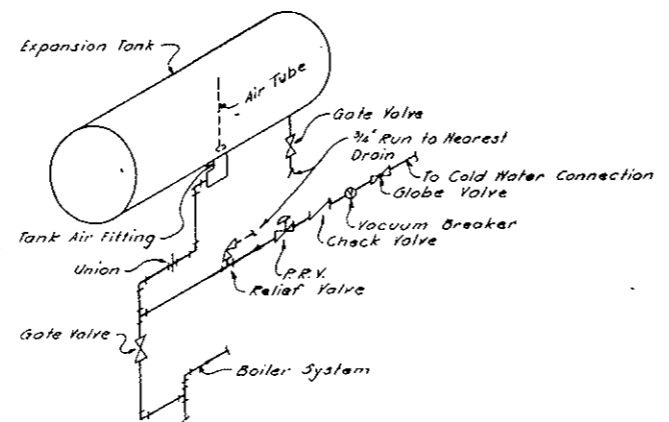 Expansion Tank
Air Tube
Gate Valve
3/4" Run to Nearest
Drain
To Cold Water Connection
Globe Valve
Vacuum Breaker
Check Valve
Tank Air Fitting
Union
P.R.V.
Relief Valve
Gate Valve
Boiler System